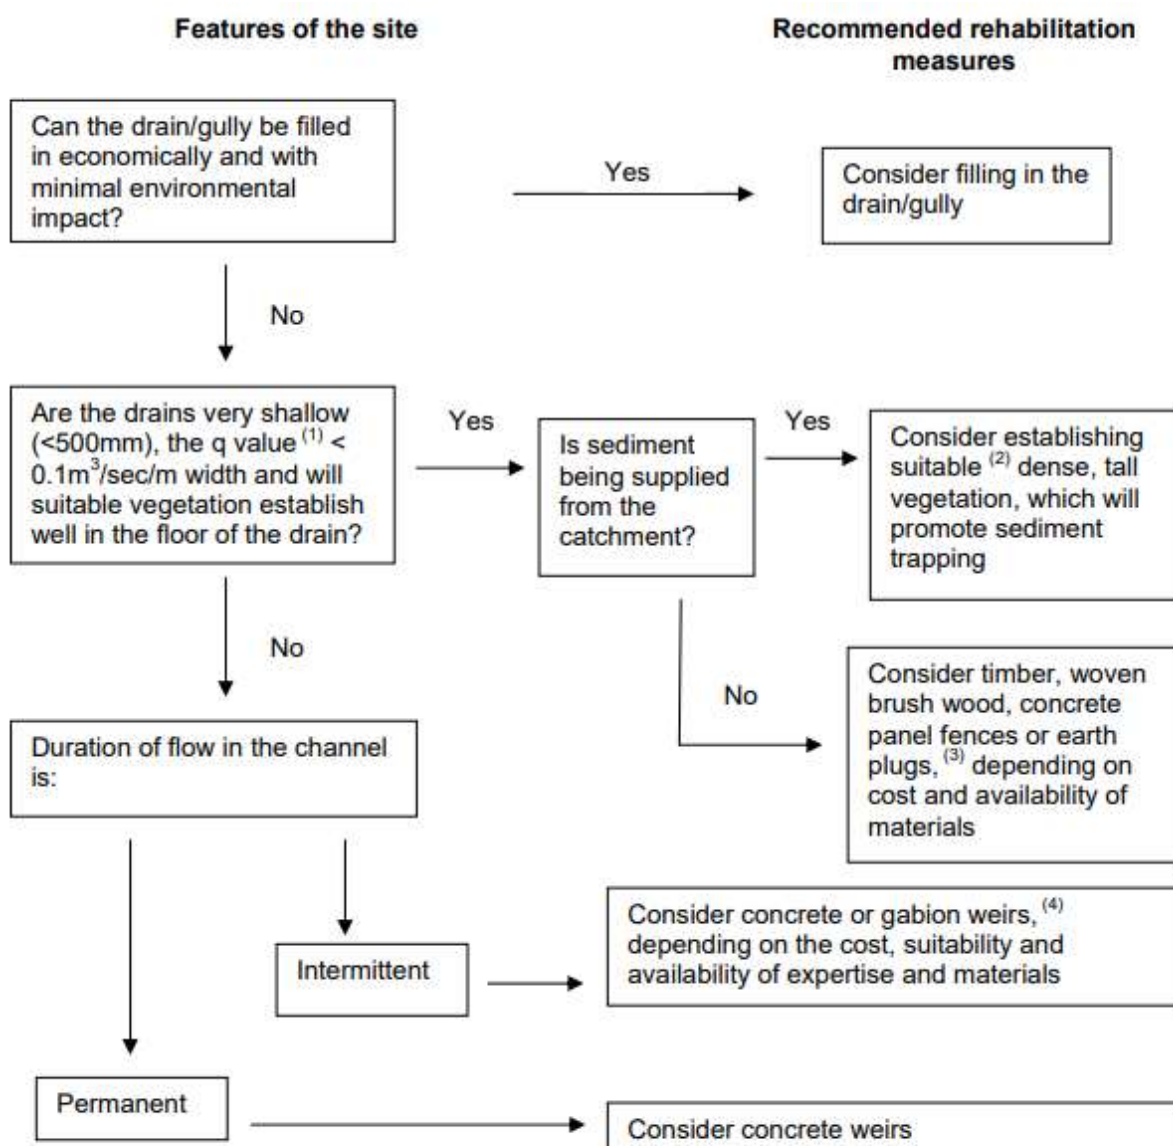 Features of the site
Recommended rehabilitation
measures
Can the drain/gully be filled
in economically and with
minimal environmental
impact?
Yes
Consider filling in the
drain/gully
No
Are the drains very shallow
(<500mm), the q value (1) <
0.1m3/sec/m width and will
suitable vegetation establish
well in the floor of the drain?
Yes
Is sediment
being supplied
from the
catchment?
Yes
Consider establishing
suitable (2) dense, tall
vegetation, which will
promote sediment
trapping
No
Consider timber, woven
brush wood, concrete
panel fences or earth
plugs, (3) depending on
cost and availability of
materials
No
Duration of flow in the channel
is:
Intermittent
Consider concrete or gabion weirs, (4)
depending on the cost, suitability and
availability of expertise and materials
Permanent
Consider concrete weirs